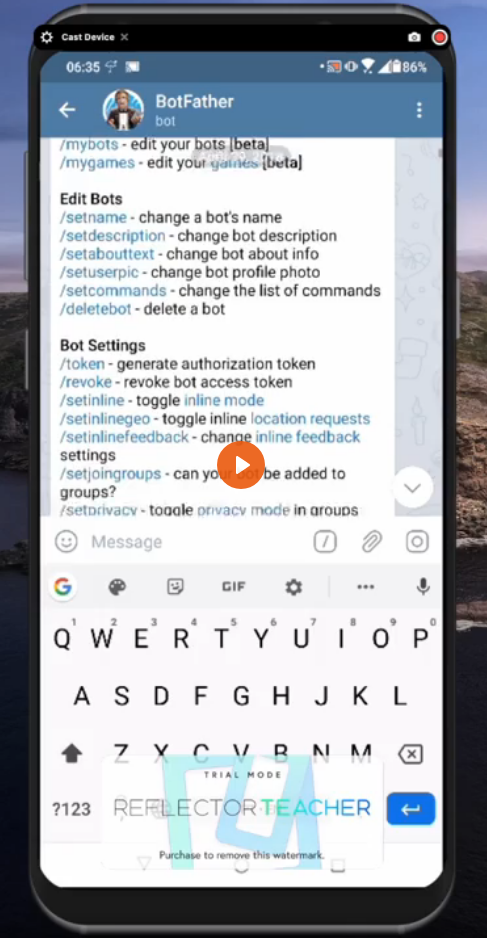 Cast Device ×
06:35 86%
BotFather
bot
/mybots - edit your bots [beta]
/mygames - edit your games [beta]
Edit Bots
/setname - change a bot's name
/setdescription - change bot description
/setabouttext - change bot about info
/setuserpic - change bot profile photo
/setcommands - change the list of commands
/deletebot - delete a bot
Bot Settings
/token - generate authorization token
/revoke - revoke bot access token
/setinline - toggle inline mode
/setinlinegeo - toggle inline location requests
/setinlinefeedback - change inline feedback
settings
/setjoingroups - can your bot be added to
groups?
/setprivacy - toggle privacy mode in groups
Message
G GIF
1 2 3 4 5 6 7 8 9 0
Q W E R T Y U I O P
A S D F G H J K L
Z X C V B N M
TRIAL MODE
?123 REFLECTOR TEACHER
Purchase to remove this watermark.